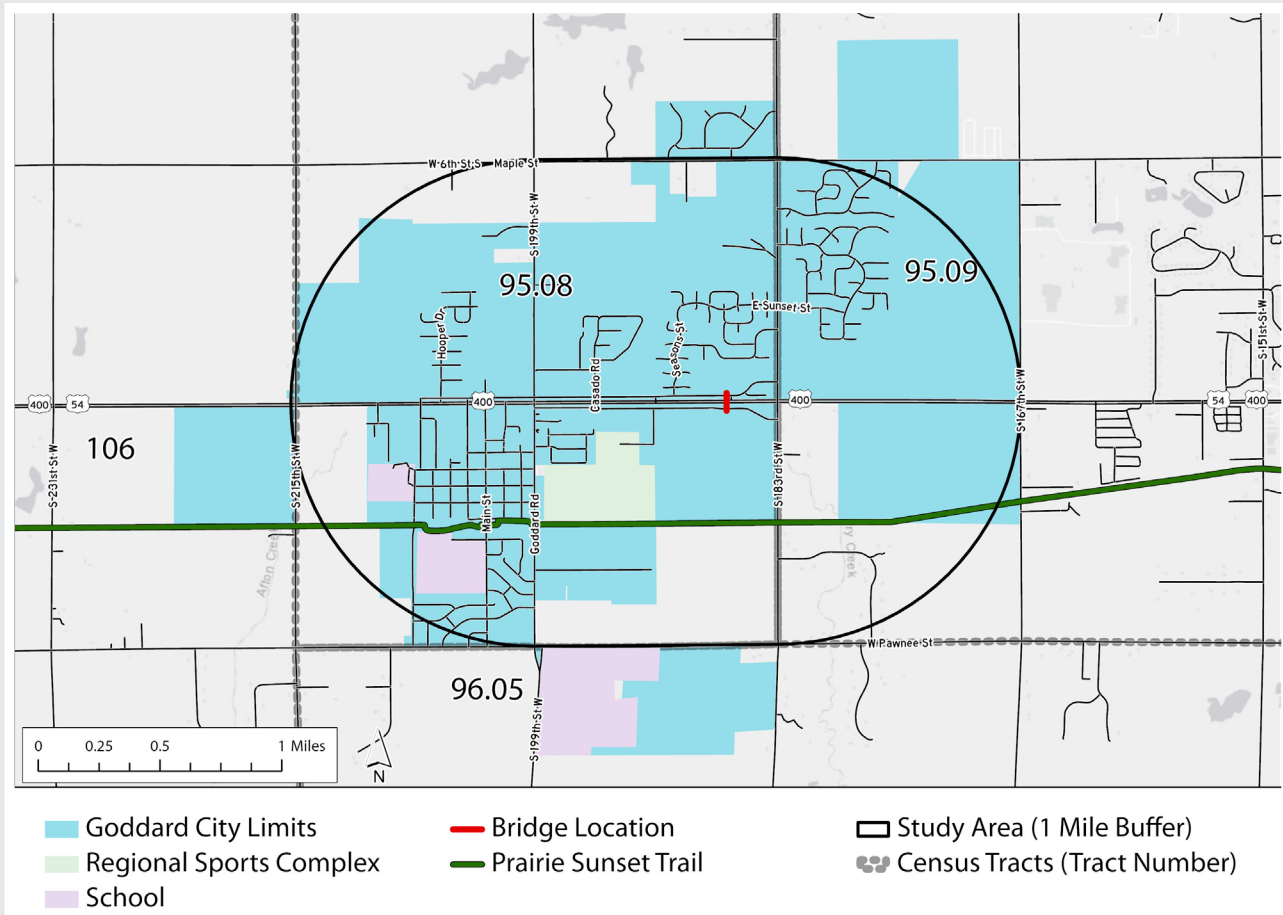 W 6th St S
Maple St
S 199th St W
95.08
95.09
E Sunset St
Hooper Dr
Seasons St
Casado Rd
S 151st St W
400
54
400
400
54
400
106
S 231st St W
S 215th St W
S 183rd St W
S 167th St W
Main St
Goddard Rd
Afton Creek
ry Creek
W Pawnee St
96.05
S 199th St W
0 0.25 0.5 1 Miles
N
Goddard City Limits
Bridge Location
Study Area (1 Mile Buffer)
Regional Sports Complex
Prairie Sunset Trail
Census Tracts (Tract Number)
School